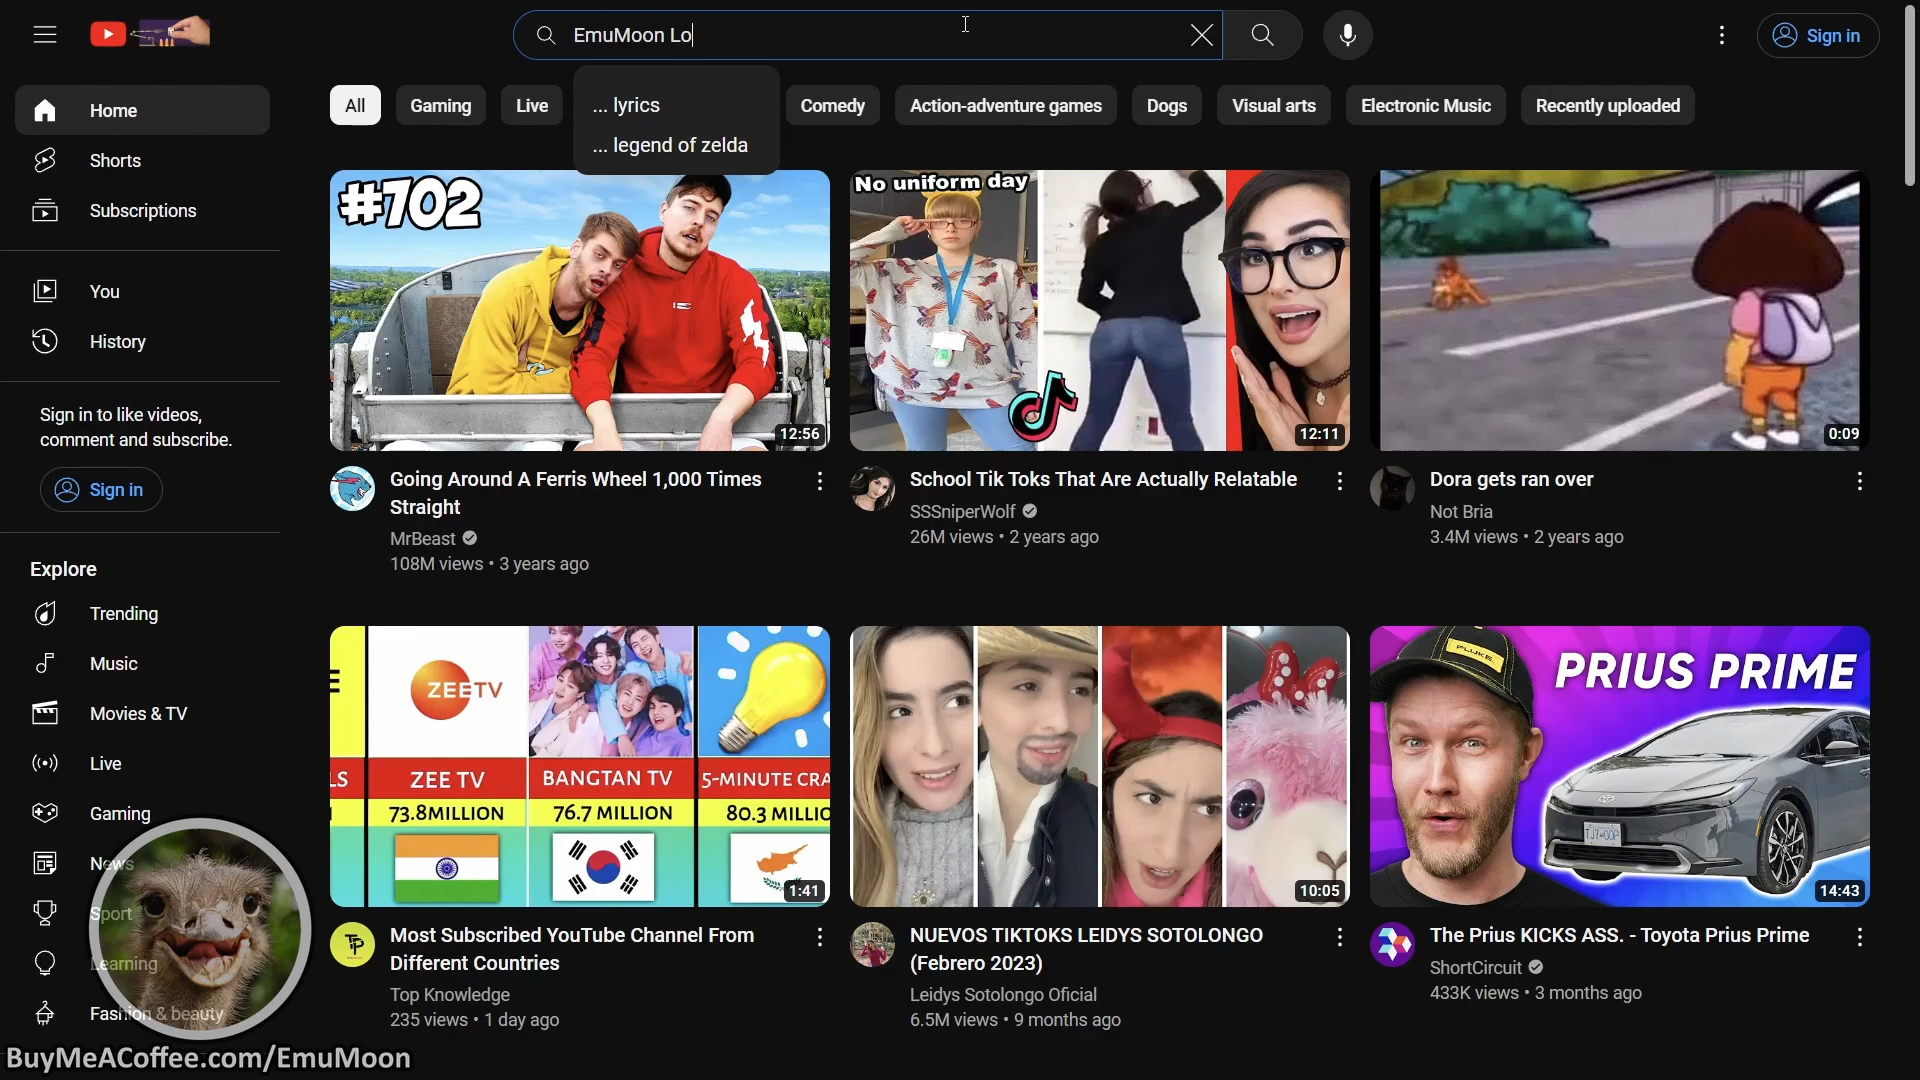 EmuMoon Lo
Sign in
... lyrics
... legend of zelda
All
Gaming
Live
Comedy
Action-adventure games
Dogs
Visual arts
Electronic Music
Recently uploaded
Home
Shorts
Subscriptions
You
History
Sign in to like videos,
comment and subscribe.
Sign in
Explore
Trending
Music
Movies & TV
Live
Gaming
News
Sport
Learning
Fashion & beauty
#702
12:56
Going Around A Ferris Wheel 1,000 Times
Straight
MrBeast
108M views • 3 years ago
No uniform day
12:11
School Tik Toks That Are Actually Relatable
SSSniperWolf
26M views • 2 years ago
0:09
Dora gets ran over
Not Bria
3.4M views • 2 years ago
ZEETV
LS
ZEE TV
BANGTAN TV
5-MINUTE CRA
73.8MILLION
76.7 MILLION
80.3 MILLIO
1:41
TP
Most Subscribed YouTube Channel From
Different Countries
Top Knowledge
235 views • 1 day ago
10:05
NUEVOS TIKTOKS LEIDYS SOTOLONGO
(Febrero 2023)
Leidys Sotolongo Oficial
6.5M views • 9 months ago
FLUKE
PRIUS PRIME
14:43
The Prius KICKS ASS. - Toyota Prius Prime
ShortCircuit
433K views • 3 months ago
BuyMeACoffee.com/EmuMoon